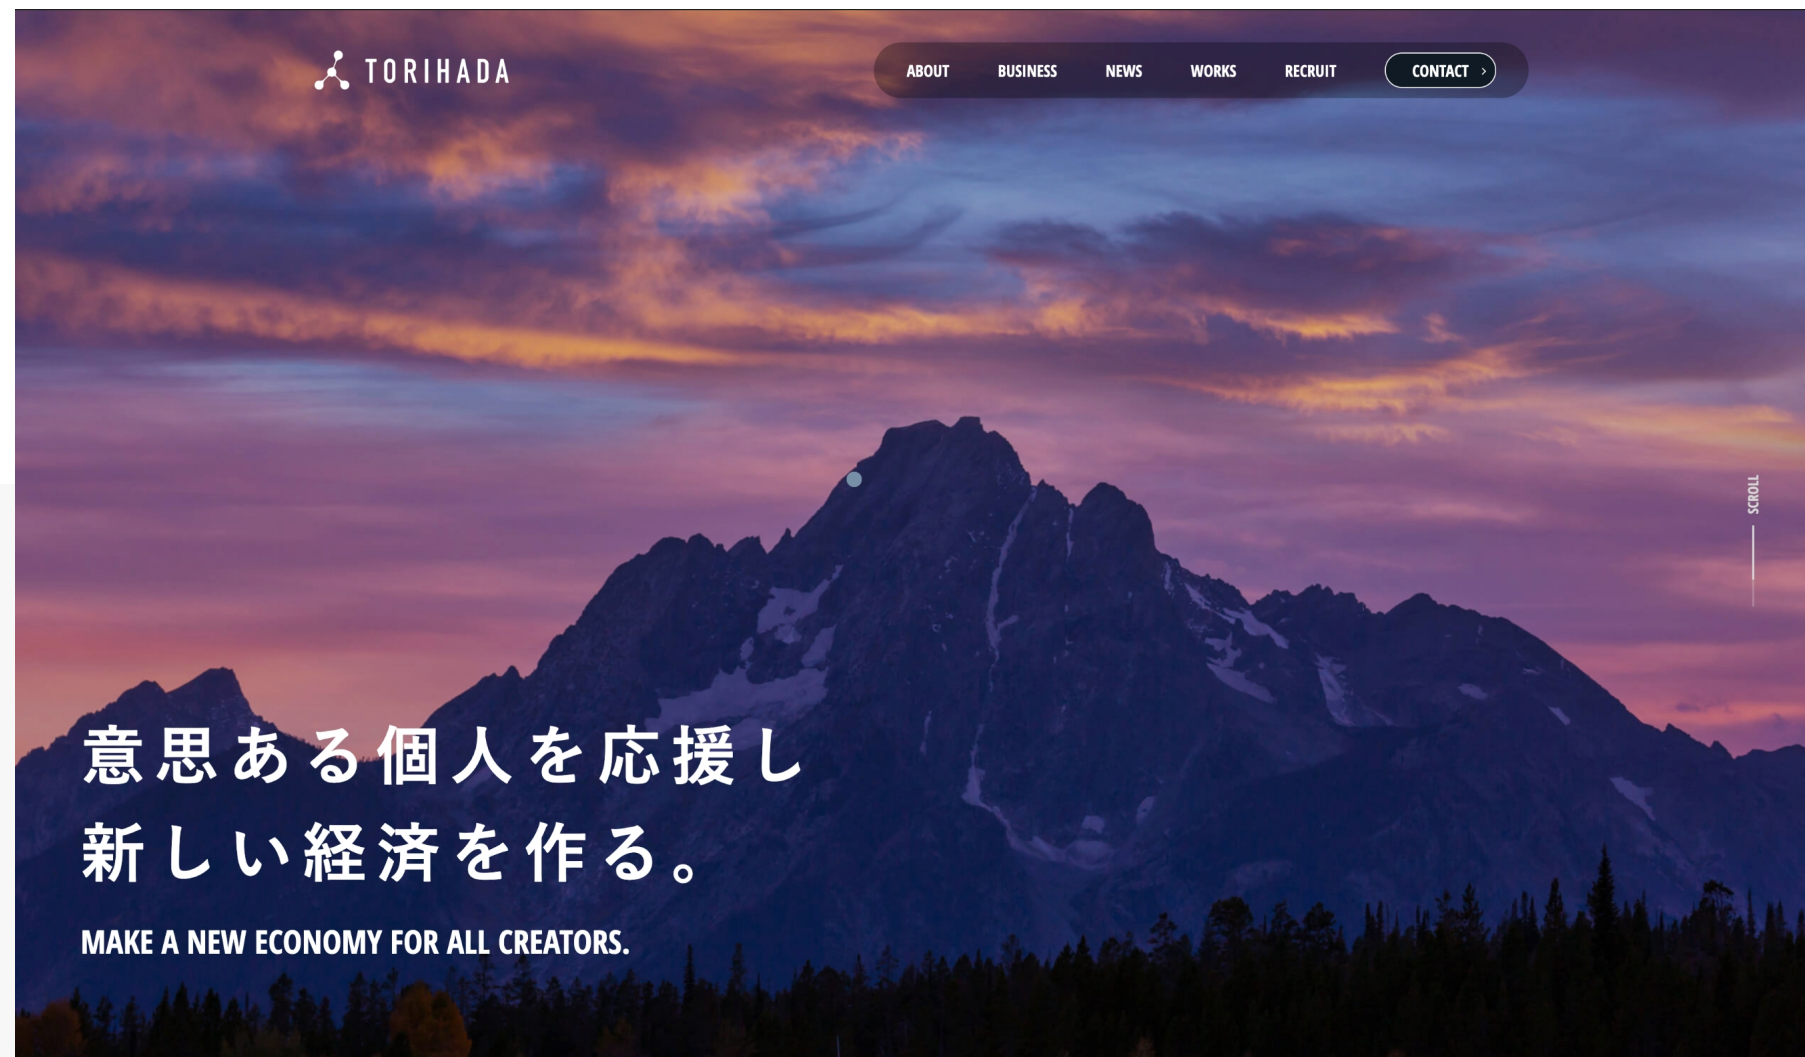 TORIHADA
ABOUT BUSINESS NEWS WORKS RECRUIT CONTACT
SCROLL
意思ある個人を応援し
新しい経済を作る。
MAKE A NEW ECONOMY FOR ALL CREATORS.